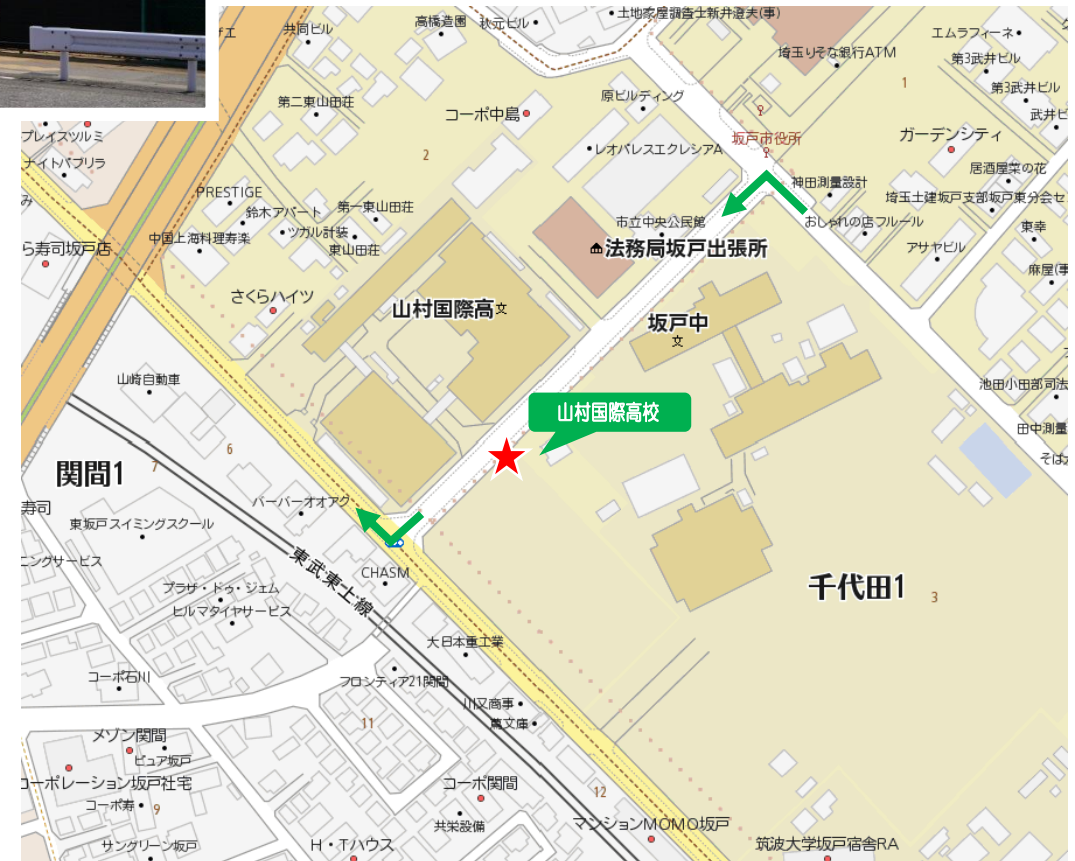 共同ビル
高橋造園
秋元ビル
土地家屋調査士新井澄夫(事)
エムラフィーネ
埼玉りそな銀行ATM
第3武井ビル
1
第二東山田荘
原ビルディング
第3武井ビル
コーポ中島
武井ビ
プレイスツルミ
坂戸市役所
ガーデンシティ
2
レオパレスエクレシアA
ナイトパブリラ
居酒屋菜の花
神田測量設計
PRESTIGE
埼玉土建坂戸支部坂戸東分会セ
鈴木アパート
第一東山田荘
市立中央公民館
おしゃれの店フルール
東幸
ツガル計装
中国上海料理寿楽
東山田荘
法務局坂戸出張所
アサヤビル
ら寿司坂戸店
麻屋(事
さくらハイツ
山村国際高
文
坂戸中
文
山崎自動車
池田小田部司法
山村国際高校
田中測量
6
そば
関間1
7
バーバーオオアク
寿司
東坂戸スイミングスクール
ニングサービス
東武東上線
CHASM
プラザ・ドゥ・ジェム
千代田1
3
ヒルマタイヤサービス
大日本重工業
コーポ石川
フロンティア21関間
川又商事
萬文庫
11
メゾン関間
ピュア坂戸
コーポレーション坂戸社宅
コーポ関間
12
コーポ寿
9
共栄設備
マンションMOMO坂戸
サングリーン坂戸
H・Tハウス
筑波大学坂戸宿舎RA